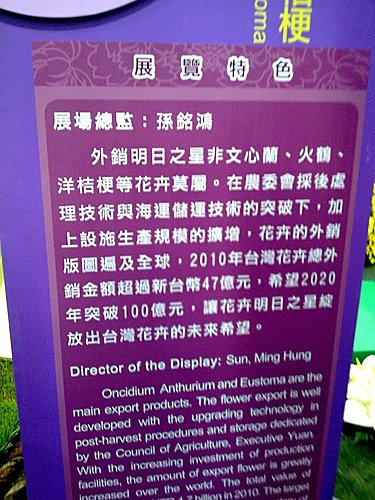 梗
oma
展覽特色
展場總監：孫銘鴻
外銷明日之星非文心蘭、火鶴、
洋桔梗等花卉莫屬。在農委會採後處
理技術與海運儲運技術的突破下，加
上設施生產規模的擴增，花卉的外銷
版圖遍及全球，2010年台灣花卉總外
銷金額超過新台幣47億元，希望2020
年突破100億元，讓花卉明日之星綻
放出台灣花卉的未來希望。
Director of the Display: Sun, Ming Hung
Oncidium Anthurium and Eustoma are the
main export products. The flower export is well
developed with the upgrading technology in
post-harvest procedures and storage dedicated
by the Council of Agriculture, Executive Yuan.
With the increasing investment of production
facilities, the amount of export flower is greatly
increased over the world. The total value of
4.7 billion in 2010. The target